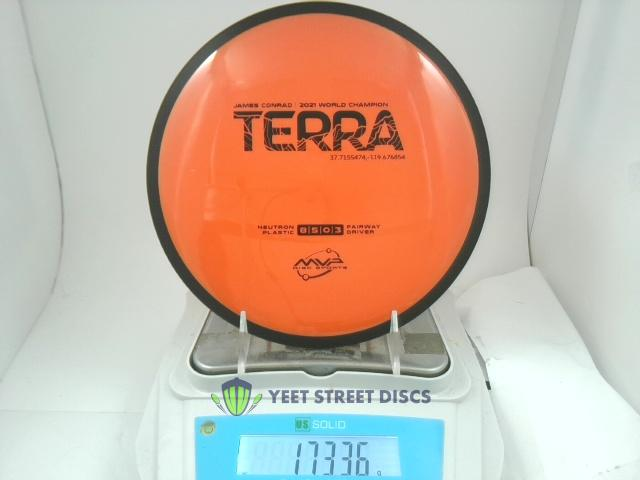 JAMES CONRAD | 2021 WORLD CHAMPION
TERRA
37.7155474,-119.676854
NEUTRON PLASTIC 8|5|0|3 FAIRWAY DRIVER
MVP
DISC SPORTS
YEET STREET DISCS
US SOLID
173.36 g